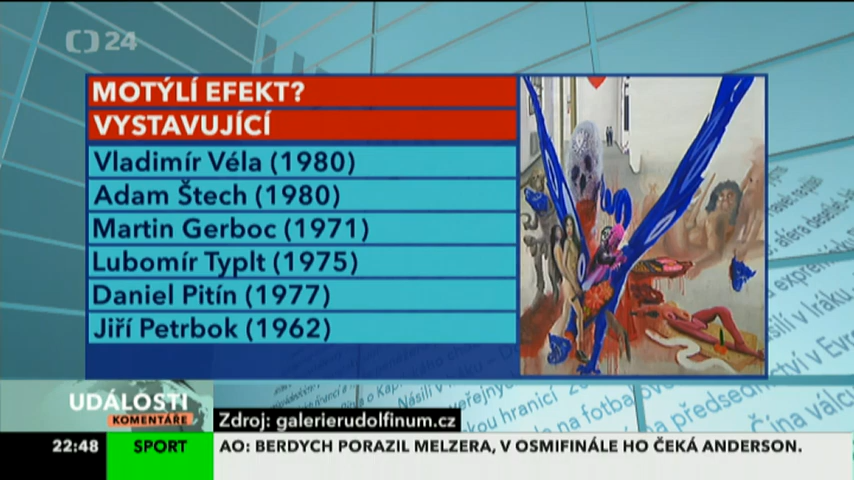 ČT 24
MOTÝLÍ EFEKT?
VYSTAVUJÍCÍ
Vladimír Véla (1980)
Adam Štech (1980)
Martin Gerboc (1971)
Lubomír Typlt (1975)
Daniel Pitín (1977)
Jiří Petrbok (1962)
UDÁLOSTI
KOMENTÁŘE
Zdroj: galerierudolfinum.cz
22:48 SPORT AO: BERDYCH PORAZIL MELZERA, V OSMIFINÁLE HO ČEKÁ ANDERSON.